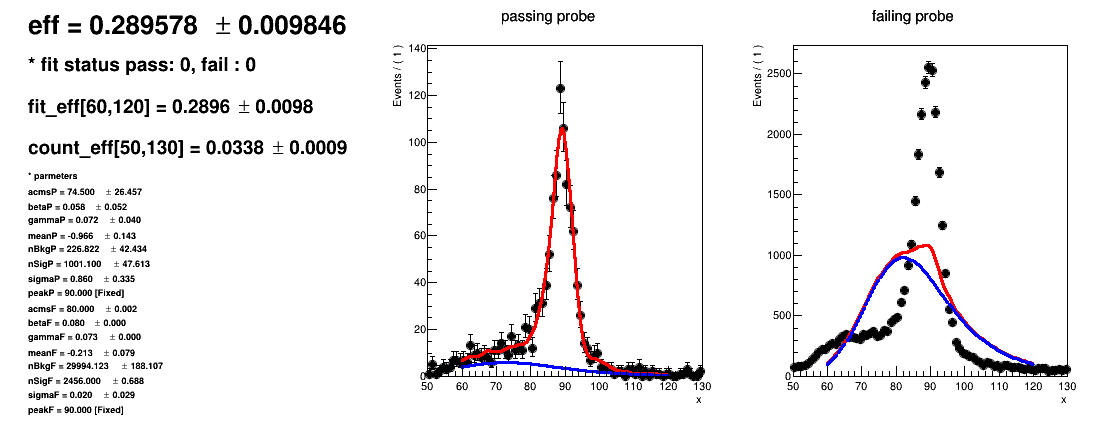 eff = 0.289578 ± 0.009846
* fit status pass: 0, fail : 0
fit_eff[60,120] = 0.2896 ± 0.0098
count_eff[50,130] = 0.0338 ± 0.0009
* parmeters
acmsP = 74.500 ± 26.457
betaP = 0.058 ± 0.052
gammaP = 0.072 ± 0.040
meanP = -0.966 ± 0.143
nBkgP = 226.822 ± 42.434
nSigP = 1001.100 ± 47.613
sigmaP = 0.860 ± 0.335
peakP = 90.000 [Fixed]
acmsF = 80.000 ± 0.002
betaF = 0.080 ± 0.000
gammaF = 0.073 ± 0.000
meanF = -0.213 ± 0.079
nBkgF = 29994.123 ± 188.107
nSigF = 2456.000 ± 0.688
sigmaF = 0.020 ± 0.029
peakF = 90.000 [Fixed]
passing probe
Events / ( 1 )
140
120
100
80
60
40
20
0
50 60 70 80 90 100 110 120 130
x
failing probe
Events / ( 1 )
2500
2000
1500
1000
500
0
50 60 70 80 90 100 110 120 130
x